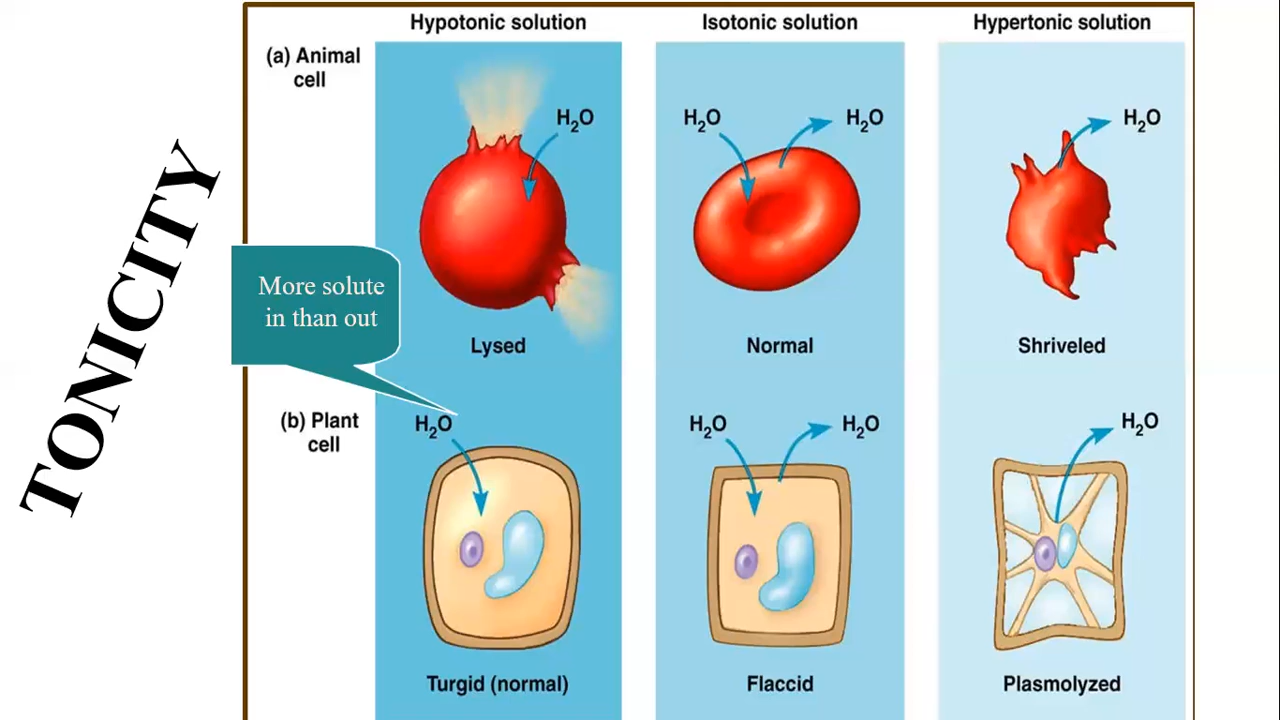 TONICITY
Hypotonic solution
Isotonic solution
Hypertonic solution
(a) Animal
cell
H₂O
H₂O
H₂O
H₂O
More solute
in than out
Lysed
Normal
Shriveled
(b) Plant
cell
H₂O
H₂O
H₂O
H₂O
Turgid (normal)
Flaccid
Plasmolyzed